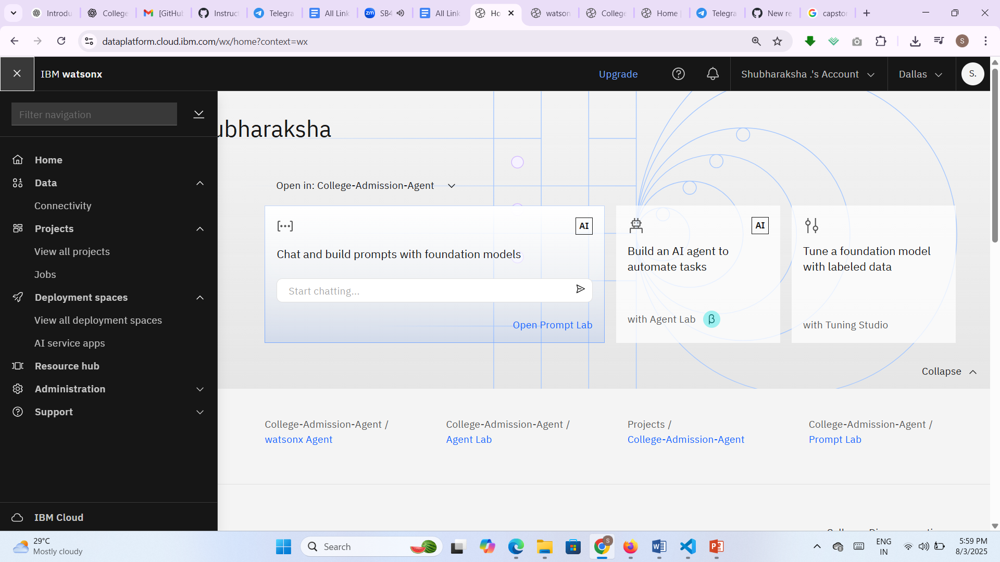 Introdu
College
[GitHub
Instruct
Telegra
All Link
SB4
All Link
Ho
watson
College
Home |
Telegra
New re
capstor
dataplatform.cloud.ibm.com/wx/home?context=wx
S
IBM watsonx
Upgrade
Shubharaksha .'s Account
Dallas
S.
Filter navigation
ubharaksha
Home
Data
Connectivity
Projects
View all projects
Jobs
Deployment spaces
View all deployment spaces
AI service apps
Resource hub
Administration
Support
IBM Cloud
Open in: College-Admission-Agent
AI
Chat and build prompts with foundation models
Start chatting...
Open Prompt Lab
AI
Build an AI agent to
automate tasks
with Agent Lab β
Tune a foundation model
with labeled data
with Tuning Studio
Collapse
College-Admission-Agent /
watsonx Agent
College-Admission-Agent /
Agent Lab
Projects /
College-Admission-Agent
College-Admission-Agent /
Prompt Lab
29°C
Mostly cloudy
Search
ENG
IN
5:59 PM
8/3/2025